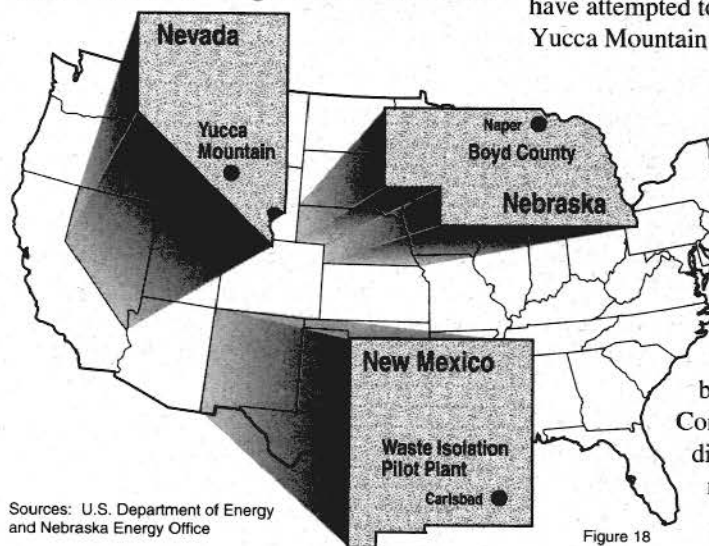 have attempted to
Yucca Mountain
Nevada
Yucca
Mountain
Naper
Boyd County
Nebraska
New Mexico
Waste Isolation
Pilot Plant
Carlsbad
Sources: U.S. Department of Energy
and Nebraska Energy Office
Figure 18
b
Con
di
r